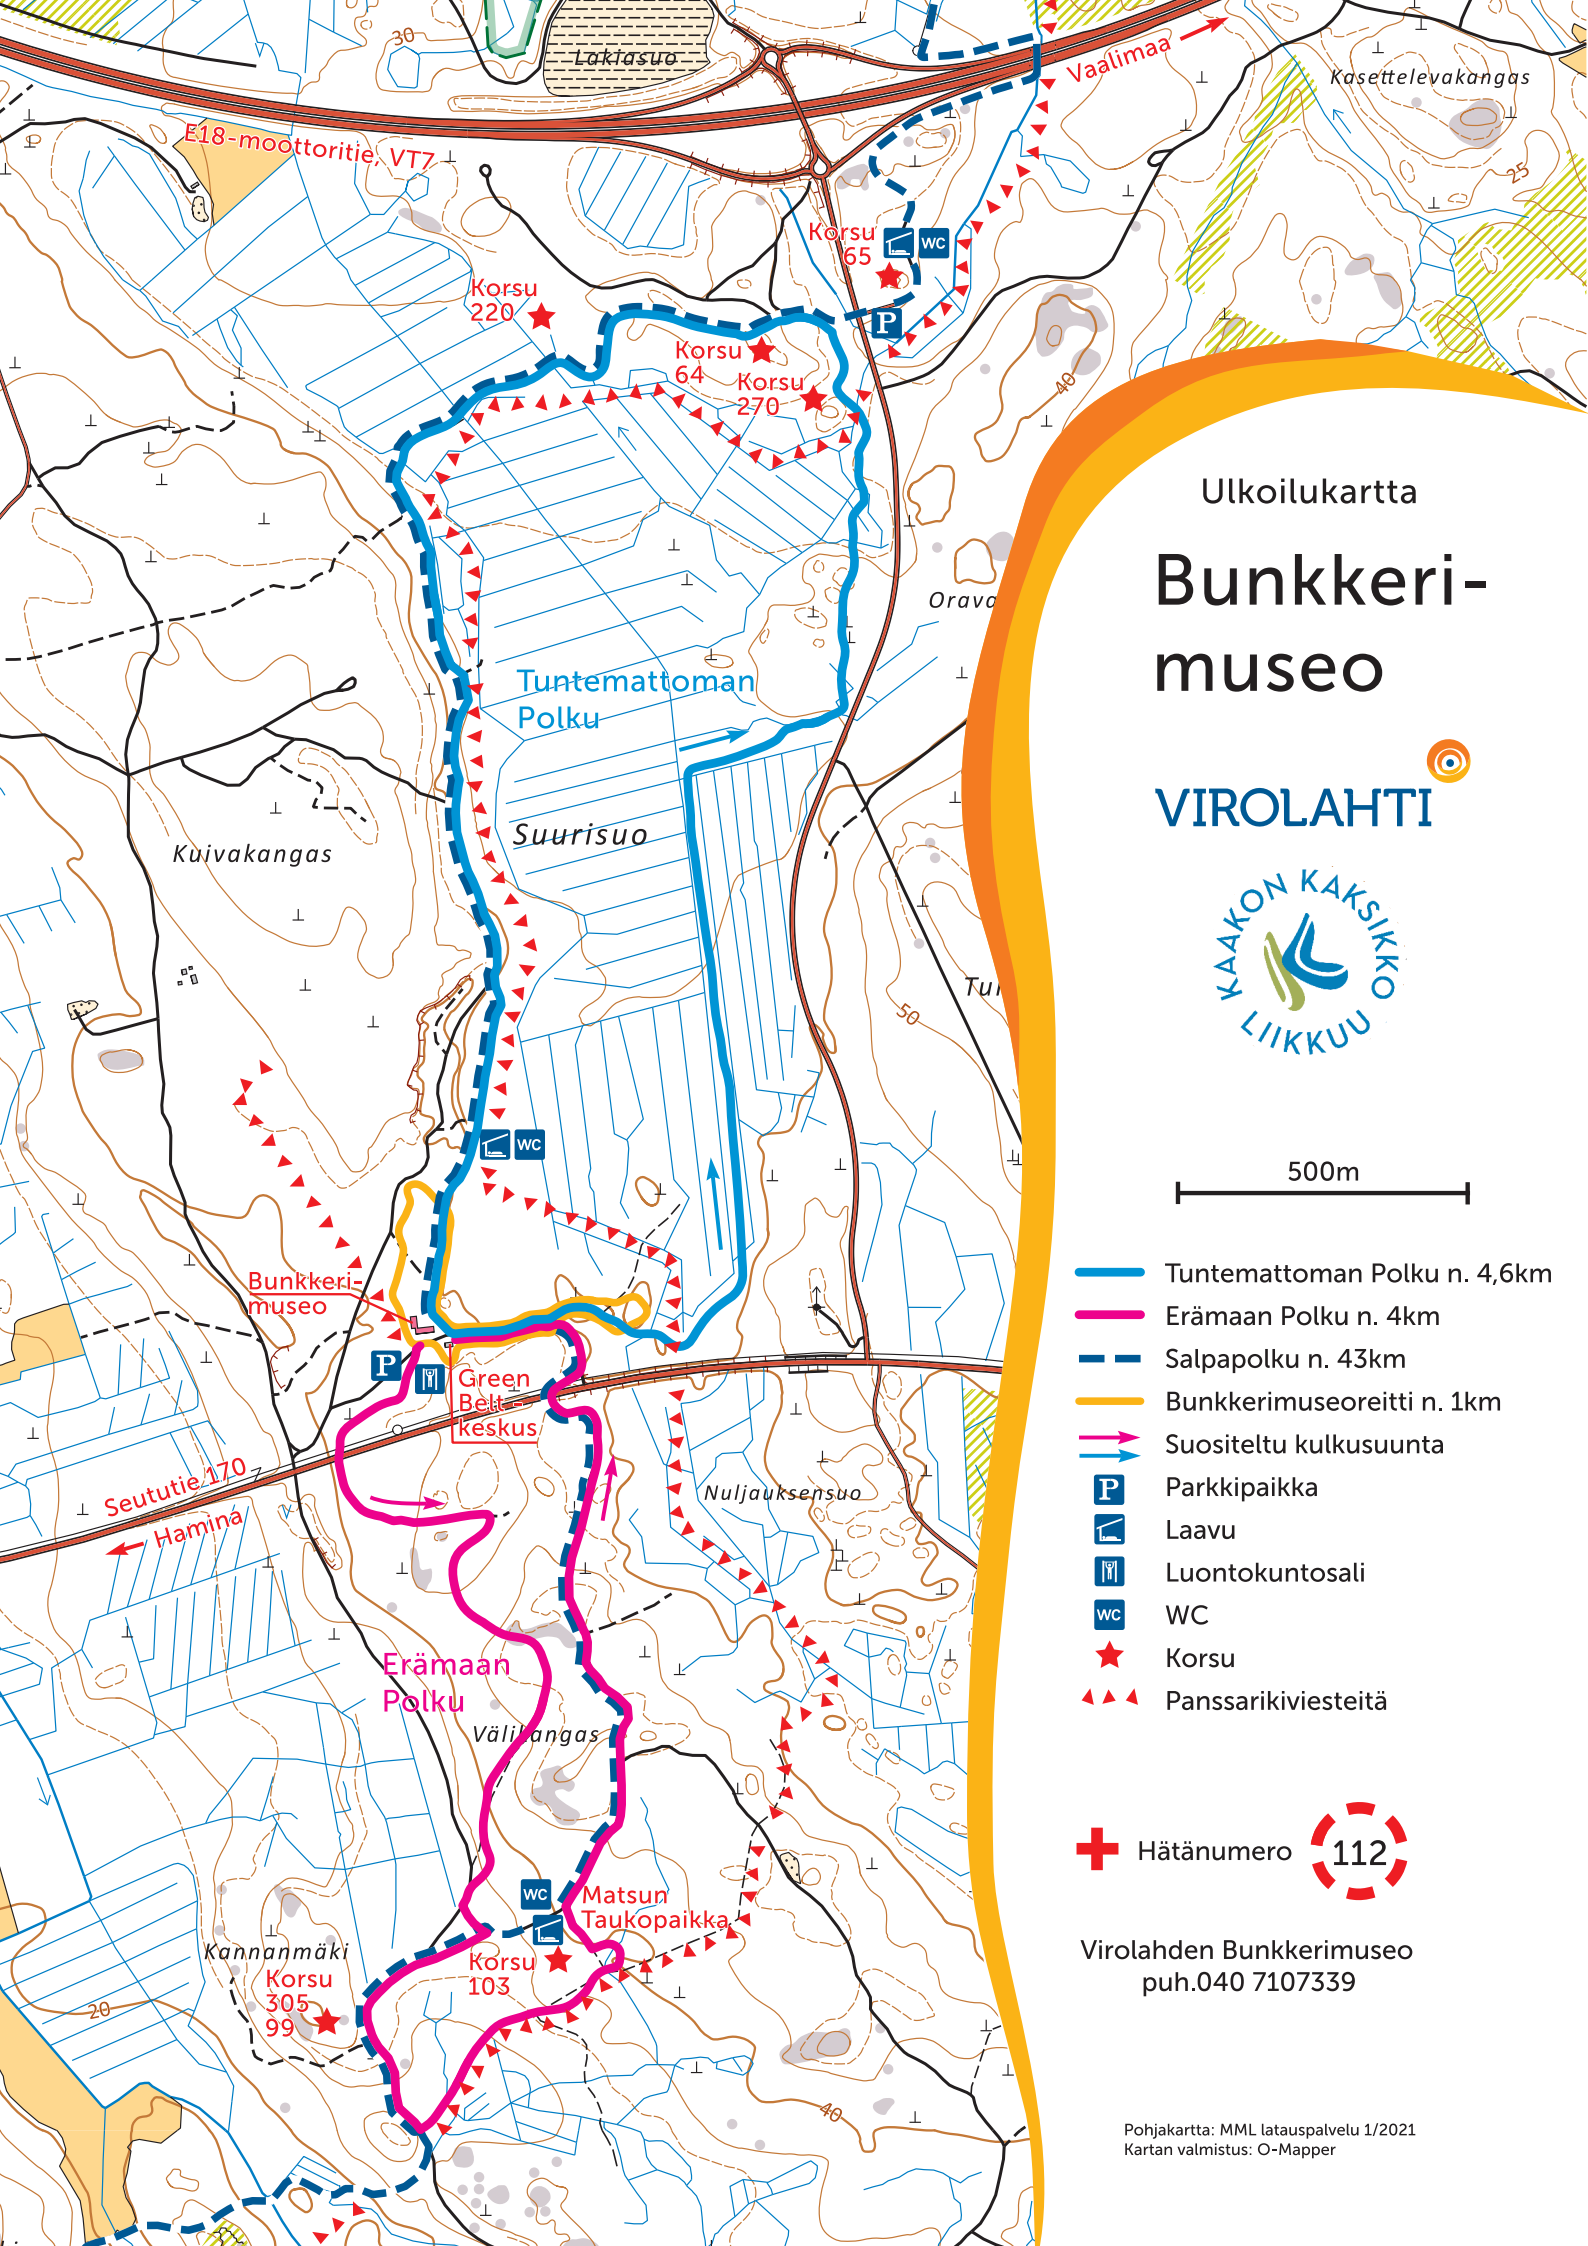 30
Lakiasuo
Vaalimaa
Kasettelevakangas
E18-moottoritie, VT7
25
Korsu
65
WC
Korsu
220
P
Korsu
64
Korsu
270
40
Ulkoilukartta
Bunkkeri-
museo
Orava
Tuntemattoman
Polku
VIROLAHTI
Suurisuo
Kuivakangas
KAAKON KAKSIKKO
LIIKKUU
50
WC
500m
Bunkkeri-
museo
P
Green
Belt -
keskus
Tuntemattoman Polku n. 4,6km
Erämaan Polku n. 4km
Salpapolku n. 43km
Bunkkerimuseoreitti n. 1km
Suositeltu kulkusuunta
P Parkkipaikka
Laavu
Luontokuntosali
WC WC
Korsu
Panssarikiviesteitä
Seututie 170
Hamina
Nuljauksensuo
Erämaan
Polku
Välikangas
Hätänumero 112
WC
Matsun
Taukopaikka
Kannanmäki
Korsu
103
Korsu
305
99
20
Virolahden Bunkkerimuseo
puh.040 7107339
40
Pohjakartta: MML latauspalvelu 1/2021
Kartan valmistus: O-Mapper